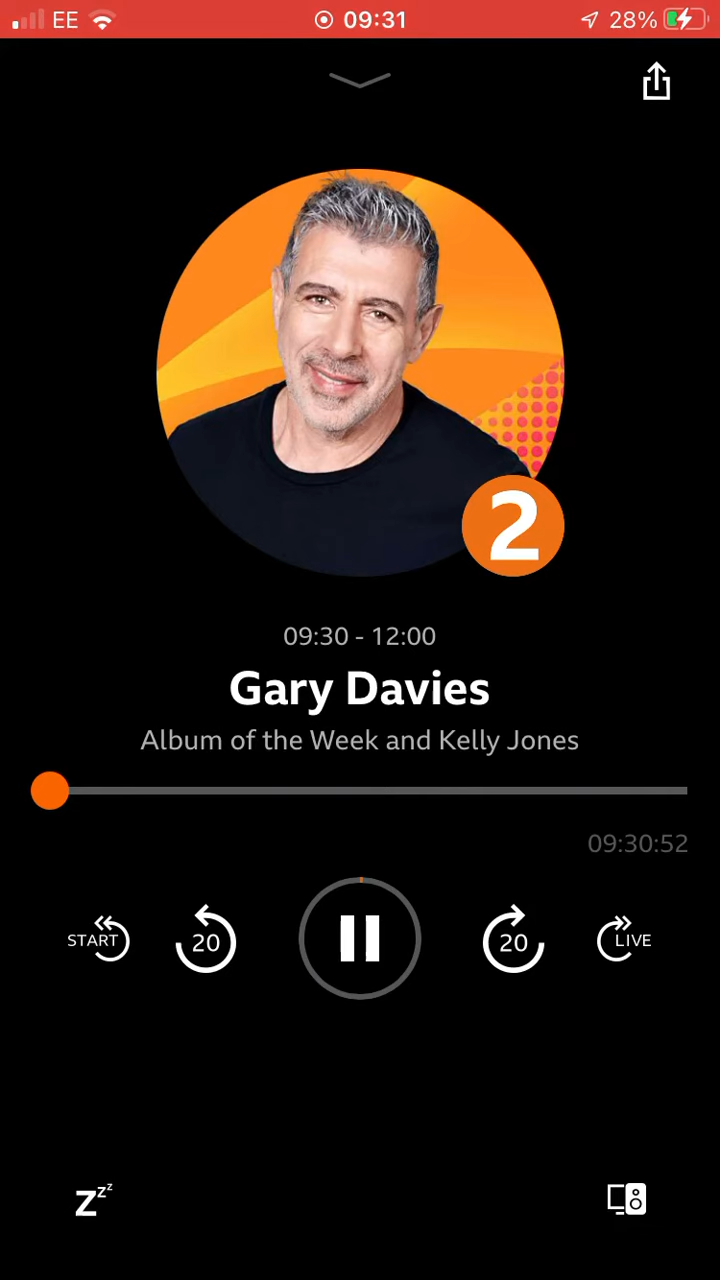 EE 09:31 28%
2
09:30 - 12:00
Gary Davies
Album of the Week and Kelly Jones
09:30:52
START 20 20 LIVE
zzz